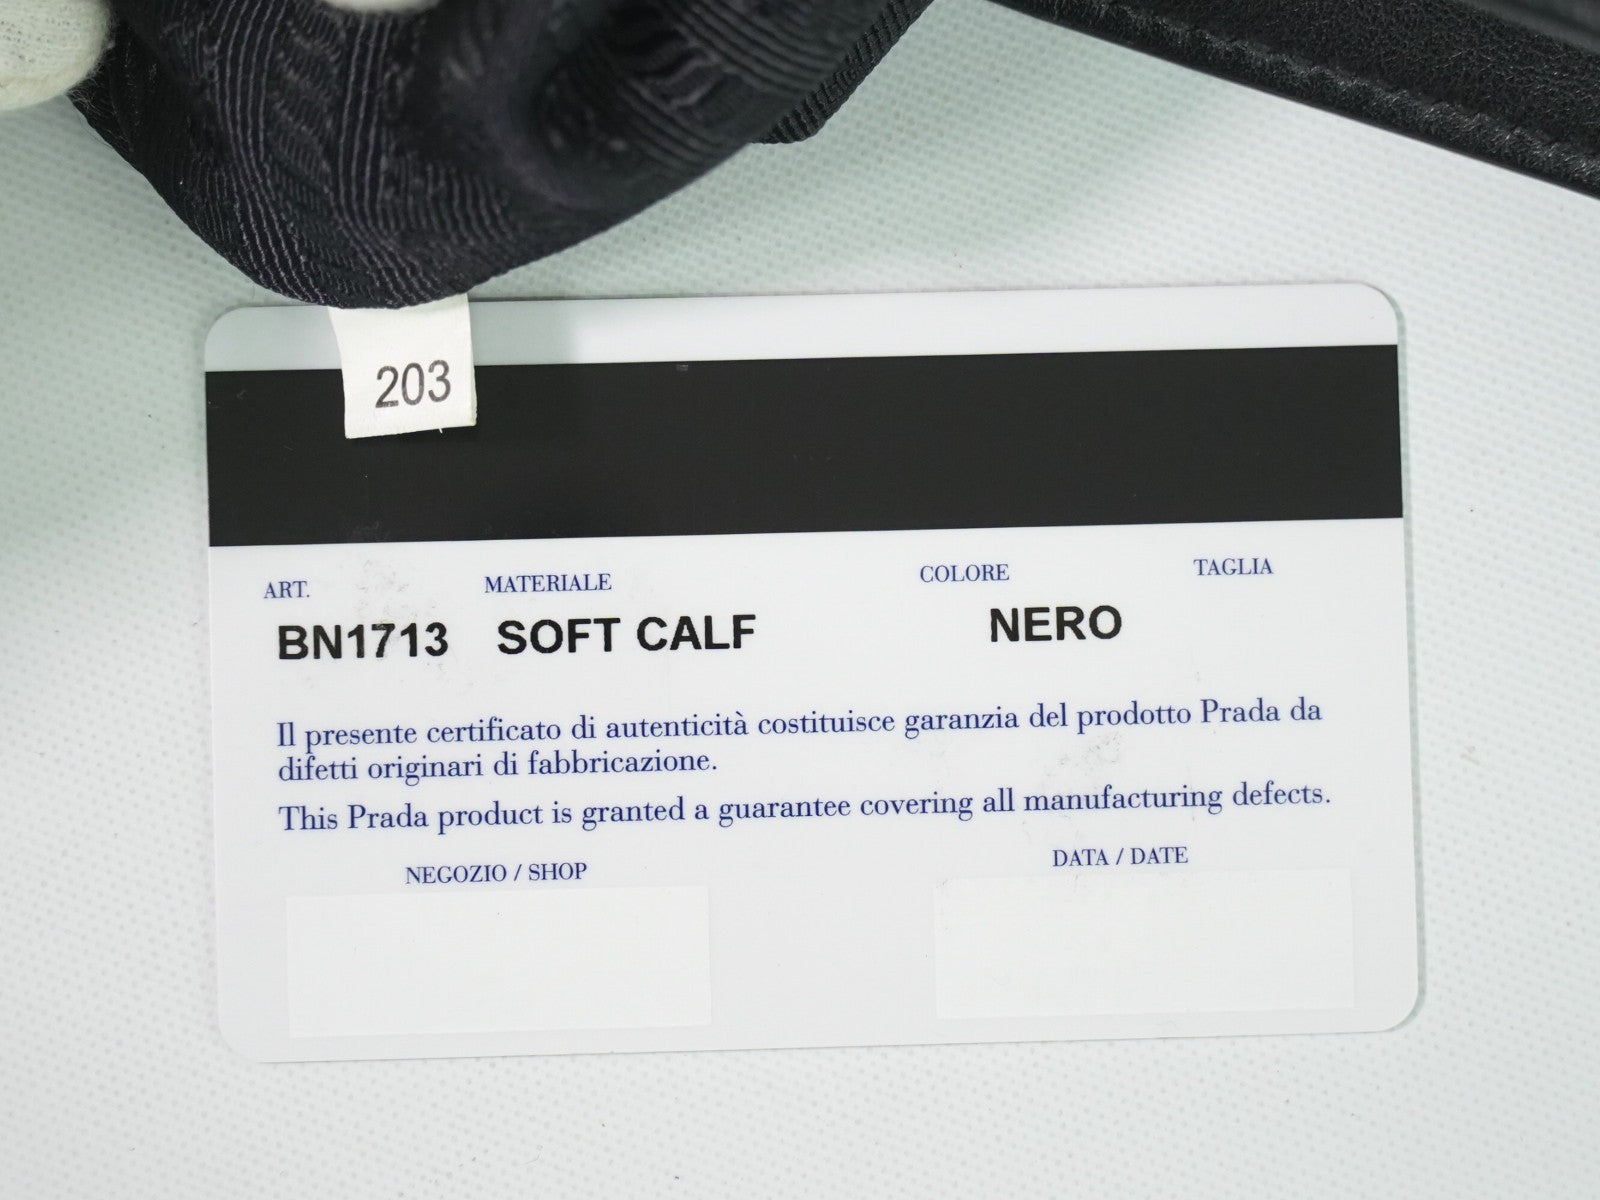 203
ART. MATERIALE COLORE TAGLIA
BN1713 SOFT CALF NERO
Il presente certificato di autenticità costituisce garanzia del prodotto Prada da
difetti originari di fabbricazione.
This Prada product is granted a guarantee covering all manufacturing defects.
NEGOZIO / SHOP DATA / DATE